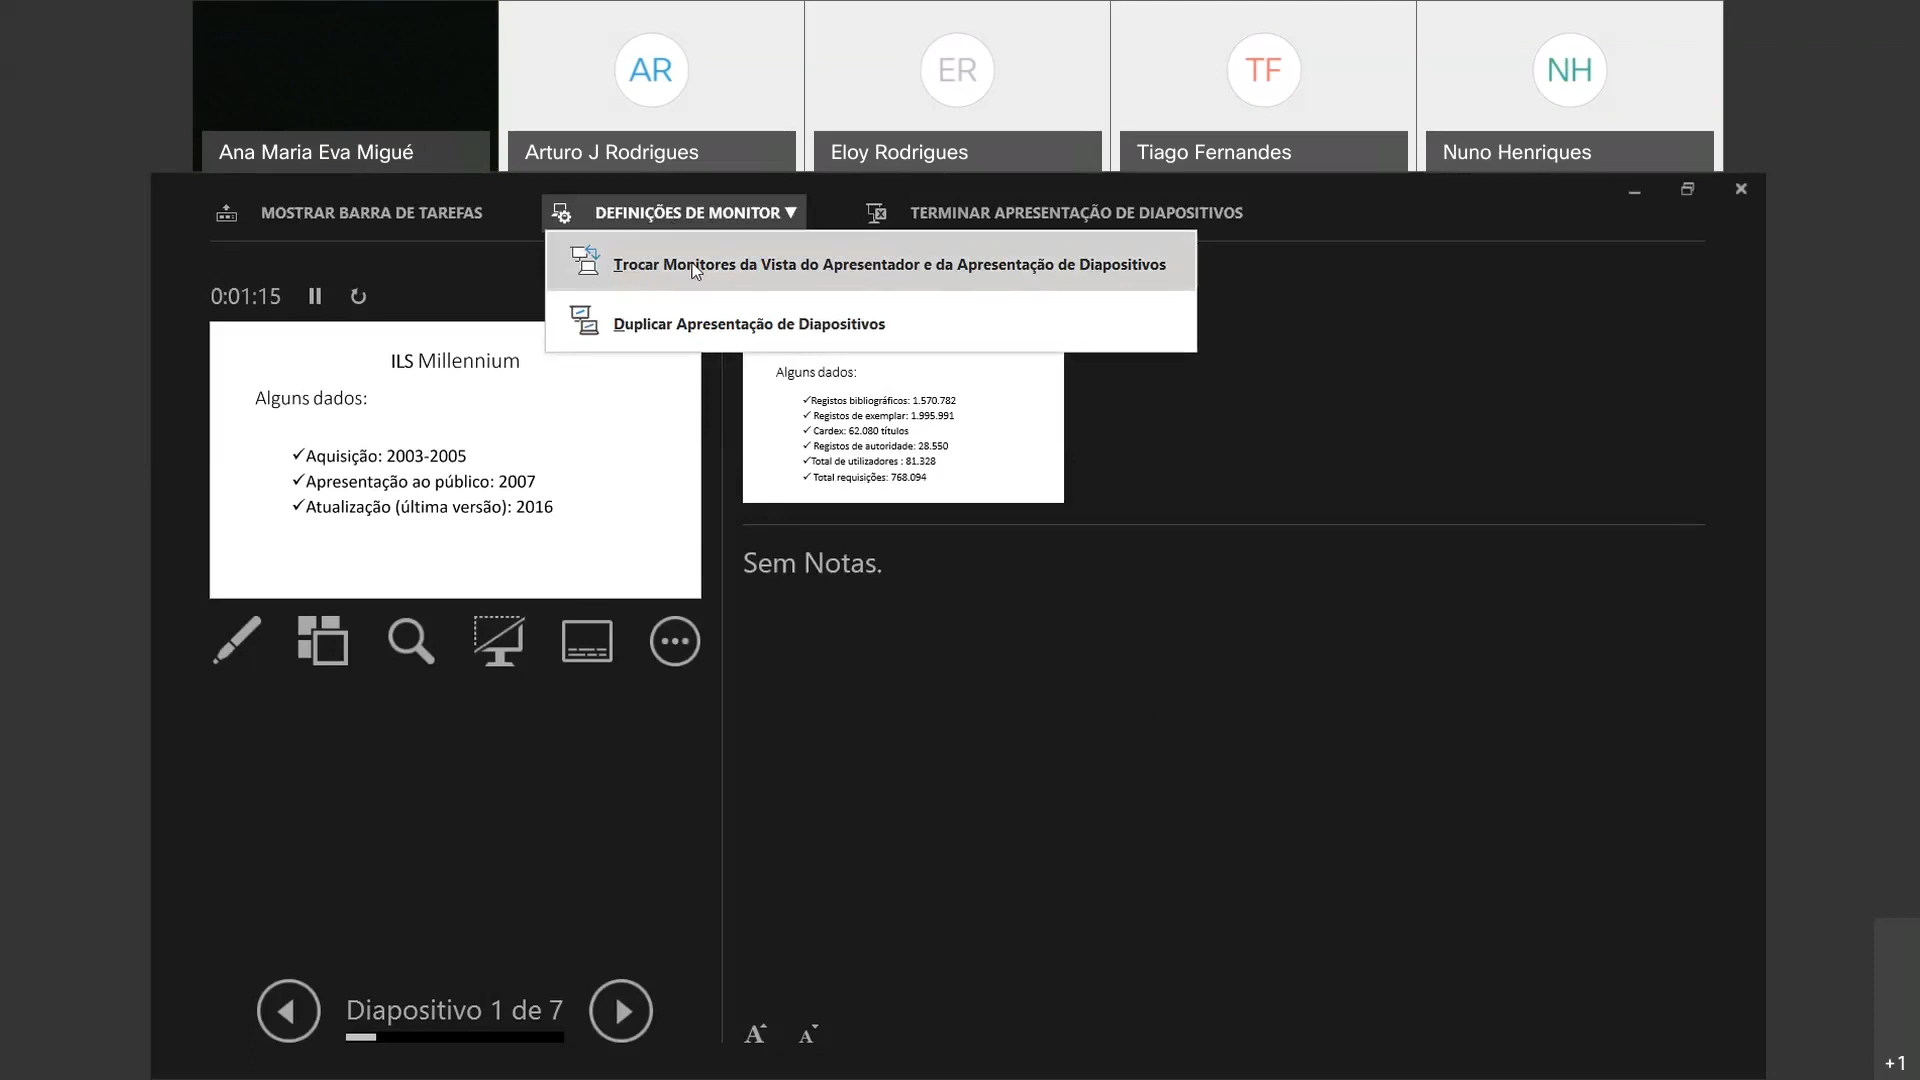 AR
ER
TF
NH
Ana Maria Eva Migué
Arturo J Rodrigues
Eloy Rodrigues
Tiago Fernandes
Nuno Henriques
MOSTRAR BARRA DE TAREFAS
DEFINIÇÕES DE MONITOR ▼
TERMINAR APRESENTAÇÃO DE DIAPOSITIVOS
Trocar Monitores da Vista do Apresentador e da Apresentação de Diapositivos
Duplicar Apresentação de Diapositivos
0:01:15
ILS Millennium
Alguns dados:
✓Aquisição: 2003-2005
✓Apresentação ao público: 2007
✓Atualização (última versão): 2016
Alguns dados:
✓Registos bibliográficos: 1.570.782
✓ Registos de exemplar: 1.995.991
✓ Cardex: 62.080 títulos
✓ Registos de autoridade: 28.550
✓Total de utilizadores : 81.328
✓ Total requisições: 768.094
Sem Notas.
Diapositivo 1 de 7
A A
+1